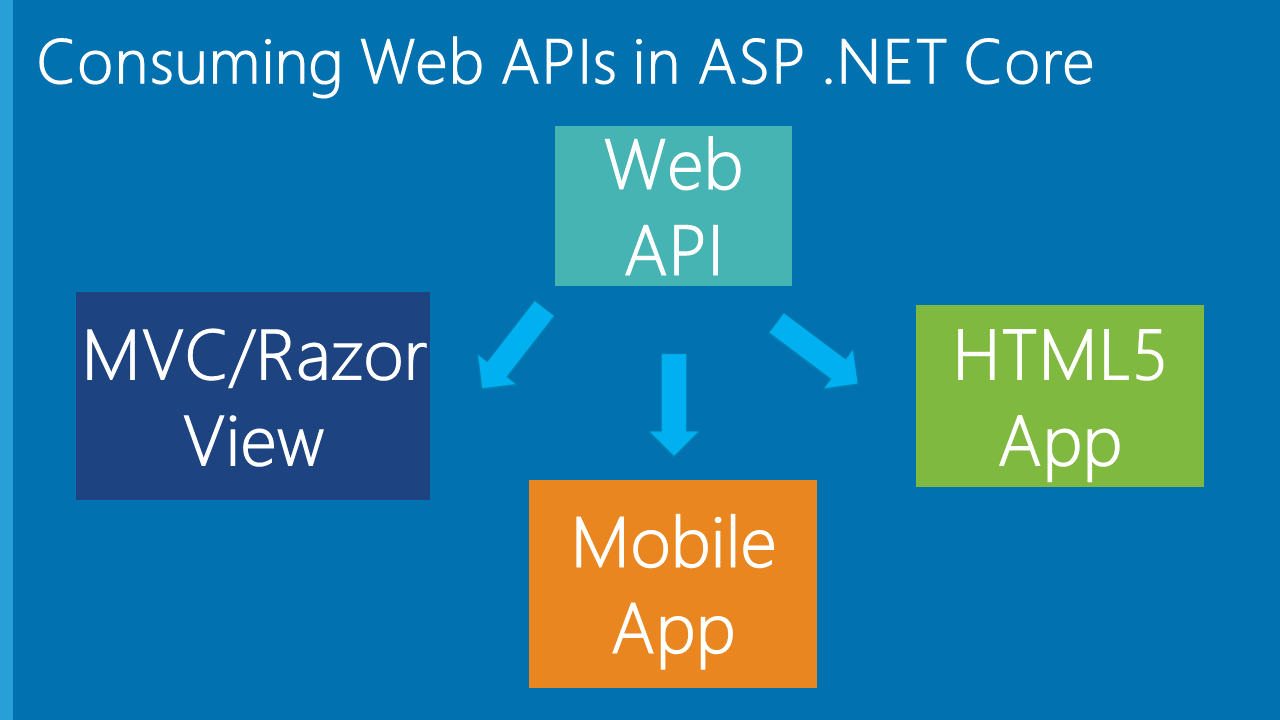 Consuming Web APIs in ASP .NET Core
Web
API
MVC/Razor
View
HTML5
App
Mobile
App